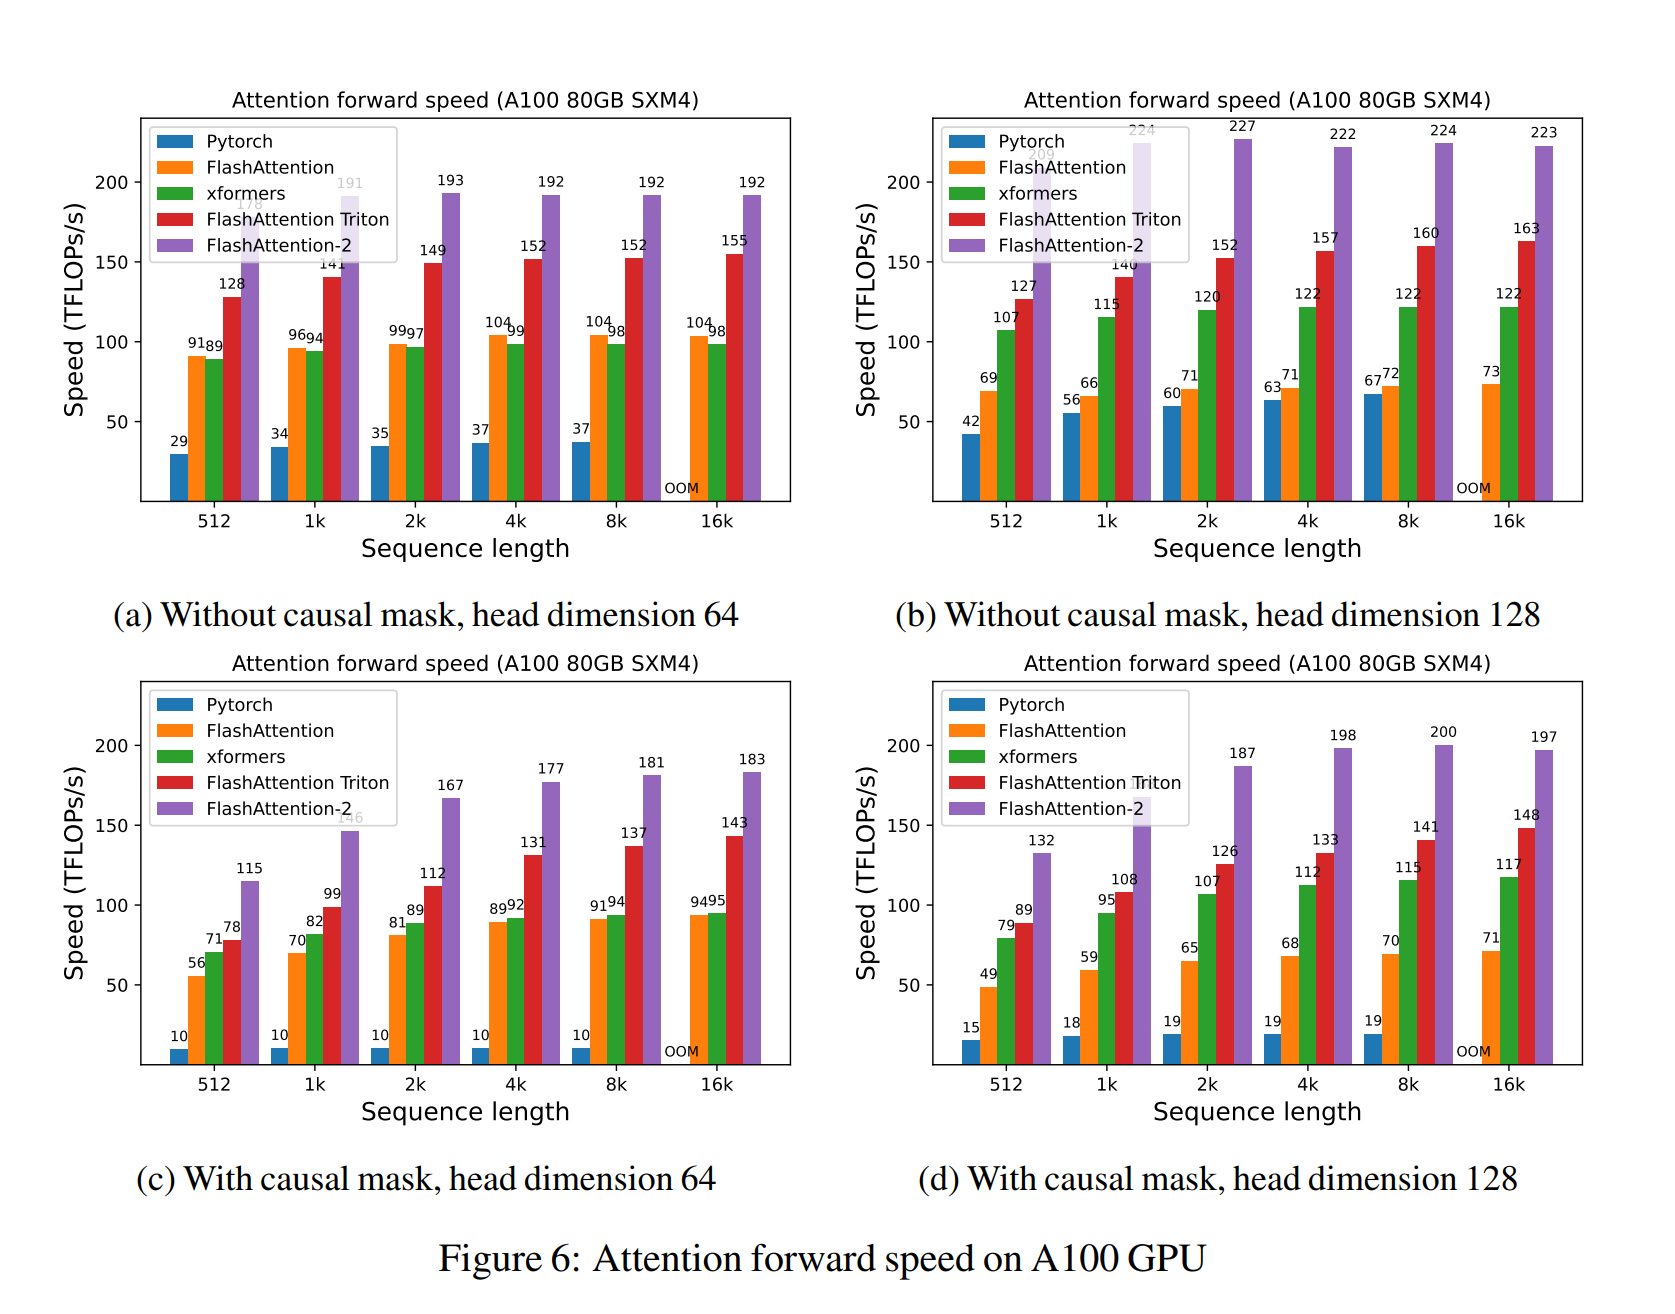 Attention forward speed (A100 80GB SXM4)
Pytorch
FlashAttention
xformers
FlashAttention Triton
FlashAttention-2
Speed (TFLOPs/s)
200
150
100
50
29 91 89 128 178
34 96 94 141 191
35 99 97 149 193
37 104 99 152 192
37 104 98 152 192
OOM 104 98 155 192
512 1k 2k 4k 8k 16k
Sequence length
(a) Without causal mask, head dimension 64
Attention forward speed (A100 80GB SXM4)
Pytorch
FlashAttention
xformers
FlashAttention Triton
FlashAttention-2
Speed (TFLOPs/s)
200
150
100
50
42 69 107 127 209
56 66 115 140 224
60 71 120 152 227
63 71 122 157 222
67 72 122 160 224
OOM 73 122 163 223
512 1k 2k 4k 8k 16k
Sequence length
(b) Without causal mask, head dimension 128
Attention forward speed (A100 80GB SXM4)
Pytorch
FlashAttention
xformers
FlashAttention Triton
FlashAttention-2
Speed (TFLOPs/s)
200
150
100
50
10 56 71 78 115
10 70 82 99 146
10 81 89 112 167
10 89 92 131 177
10 91 94 137 181
OOM 94 95 143 183
512 1k 2k 4k 8k 16k
Sequence length
(c) With causal mask, head dimension 64
Attention forward speed (A100 80GB SXM4)
Pytorch
FlashAttention
xformers
FlashAttention Triton
FlashAttention-2
Speed (TFLOPs/s)
200
150
100
50
15 49 79 89 132
18 59 95 108
19 65 107 126 187
19 68 112 133 198
19 70 115 141 200
OOM 71 117 148 197
512 1k 2k 4k 8k 16k
Sequence length
(d) With causal mask, head dimension 128
Figure 6: Attention forward speed on A100 GPU